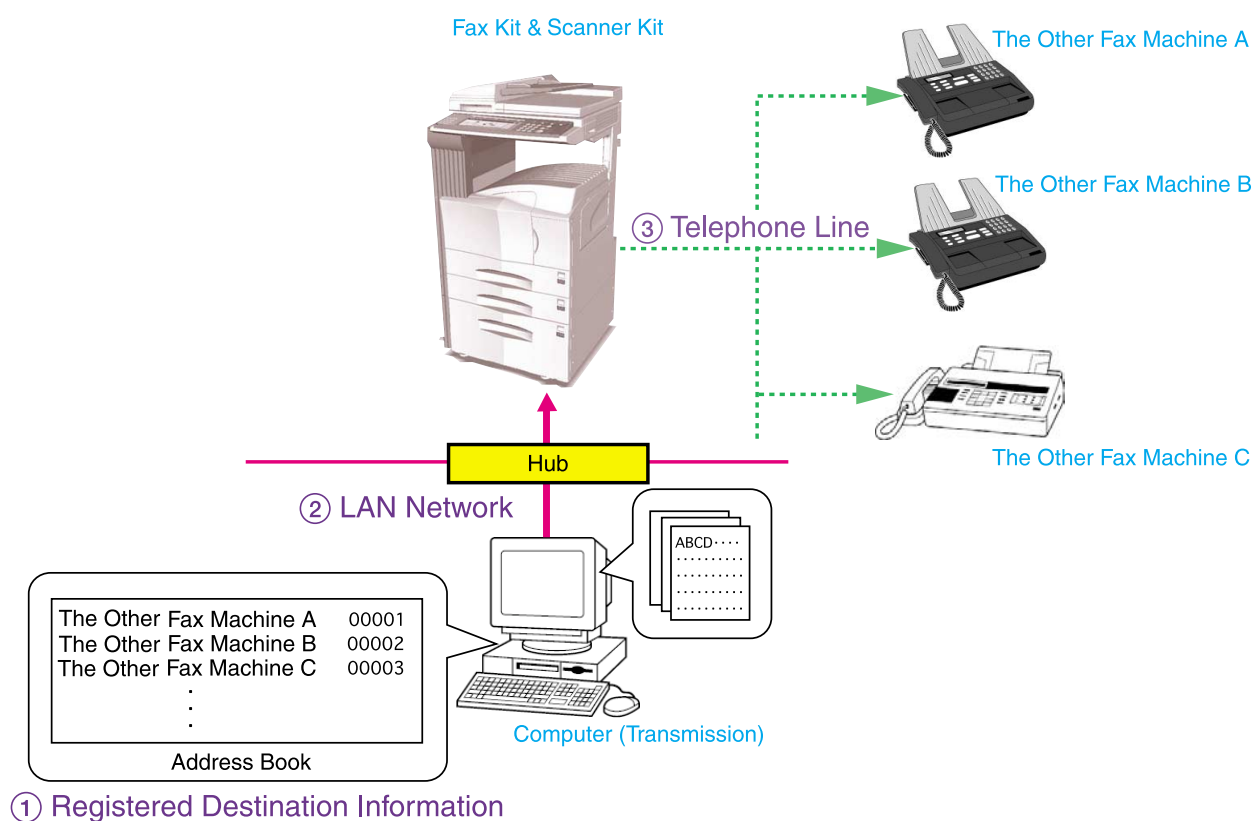 Fax Kit & Scanner Kit
The Other Fax Machine A
The Other Fax Machine B
③ Telephone Line
The Other Fax Machine C
Hub
② LAN Network
ABCD····
The Other Fax Machine A 00001
The Other Fax Machine B 00002
The Other Fax Machine C 00003
.
.
.
Address Book
Computer (Transmission)
① Registered Destination Information